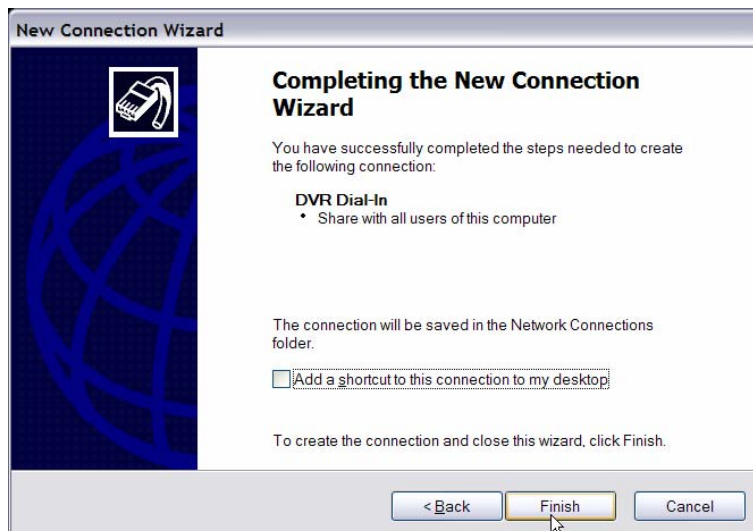 New Connection Wizard
Completing the New Connection
Wizard
You have successfully completed the steps needed to create
the following connection:
DVR Dial-In
• Share with all users of this computer
The connection will be saved in the Network Connections
folder.
Add a shortcut to this connection to my desktop
To create the connection and close this wizard, click Finish.
< Back Finish Cancel